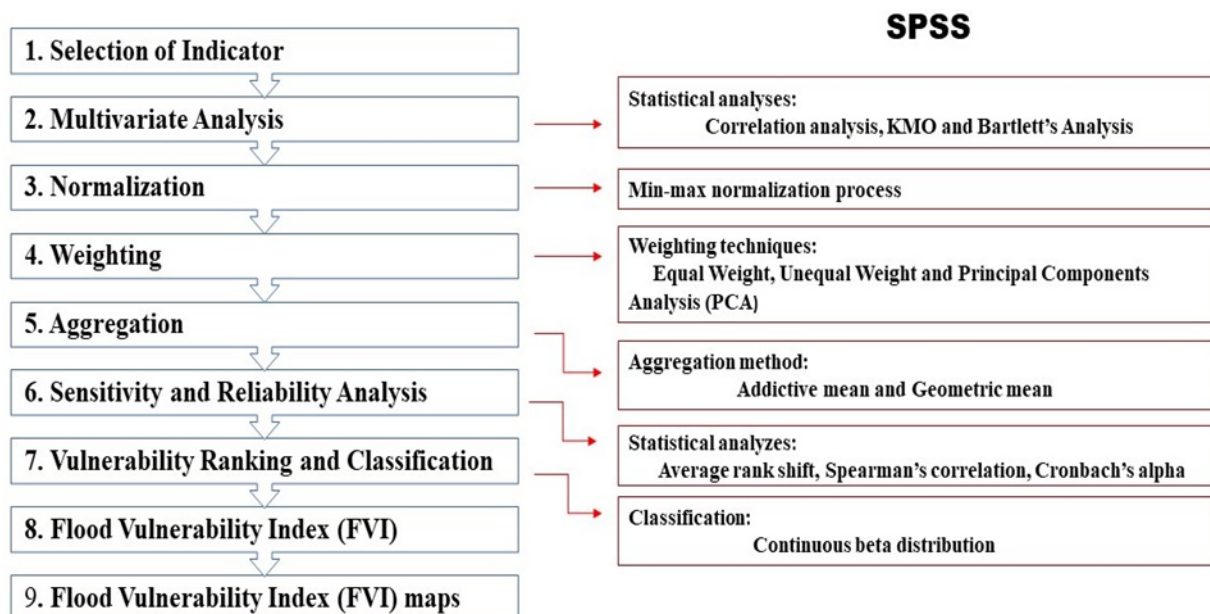 SPSS
1. Selection of Indicator
2. Multivariate Analysis
3. Normalization
4. Weighting
5. Aggregation
6. Sensitivity and Reliability Analysis
7. Vulnerability Ranking and Classification
8. Flood Vulnerability Index (FVI)
9. Flood Vulnerability Index (FVI) maps
Statistical analyses:
Correlation analysis, KMO and Bartlett’s Analysis
Min-max normalization process
Weighting techniques:
Equal Weight, Unequal Weight and Principal Components
Analysis (PCA)
Aggregation method:
Addictive mean and Geometric mean
Statistical analyzes:
Average rank shift, Spearman’s correlation, Cronbach’s alpha
Classification:
Continuous beta distribution